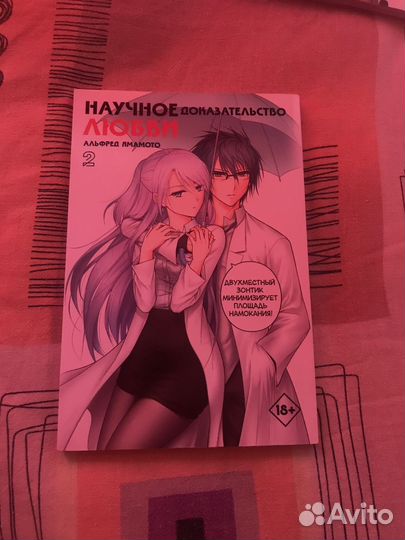 НАУЧНОЕ ДОКАЗАТЕЛЬСТВО
ЛЮБВИ
АЛЬФРЕД ЯМАМОТО
2
ДВУХМЕСТНЫЙ
ЗОНТИК
МИНИМИЗИРУЕТ
ПЛОЩАДЬ
НАМОКАНИЯ!
18+
Avito